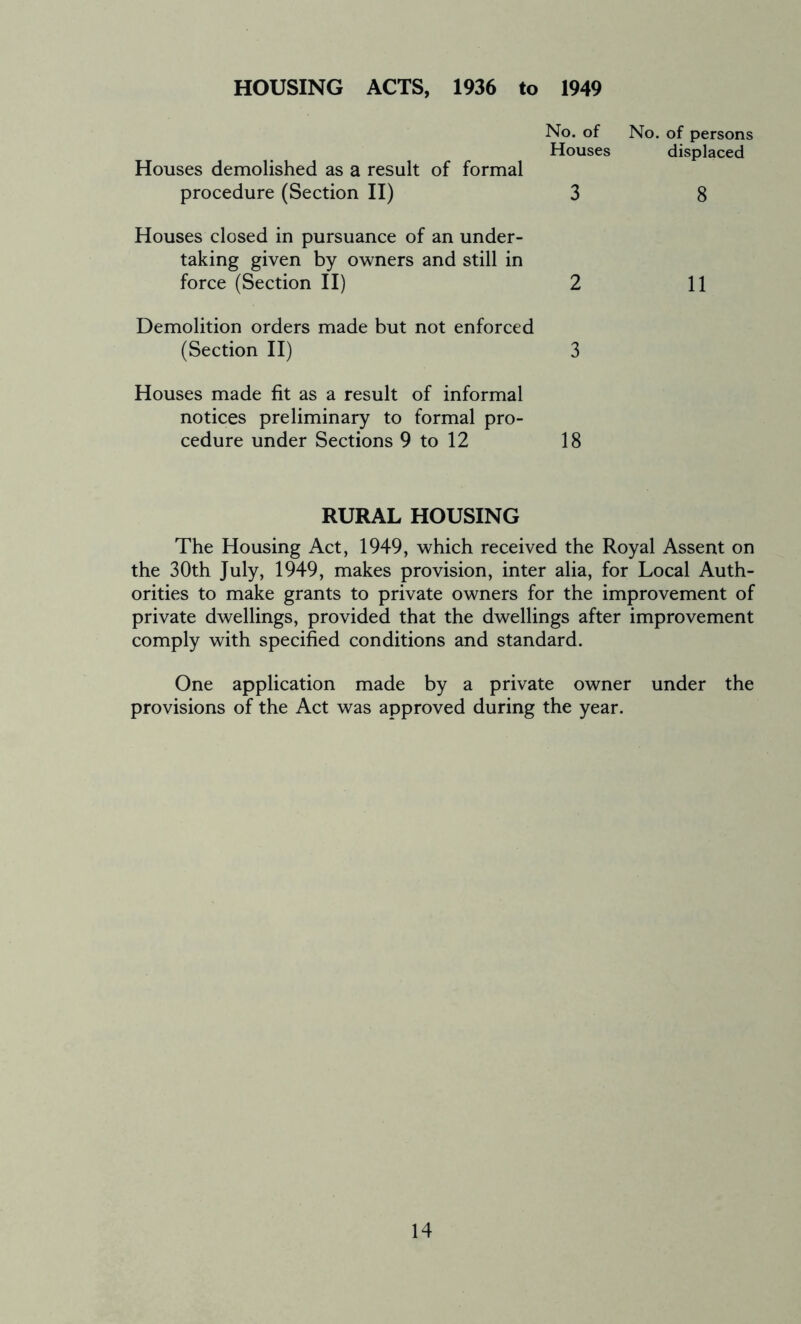 HOUSING ACTS, 1936 to 1949
No. of No. of persons
Houses displaced
Houses demolished as a result of formal
procedure (Section II) 3 8
Houses closed in pursuance of an under-
taking given by owners and still in
force (Section II) 2 11
Demolition orders made but not enforced
(Section II) 3
Houses made fit as a result of informal
notices preliminary to formal pro-
cedure under Sections 9 to 12 18
RURAL HOUSING
The Housing Act, 1949, which received the Royal Assent on
the 30th July, 1949, makes provision, inter alia, for Local Auth-
orities to make grants to private owners for the improvement of
private dwellings, provided that the dwellings after improvement
comply with specified conditions and standard.
One application made by a private owner under the
provisions of the Act was approved during the year.
14